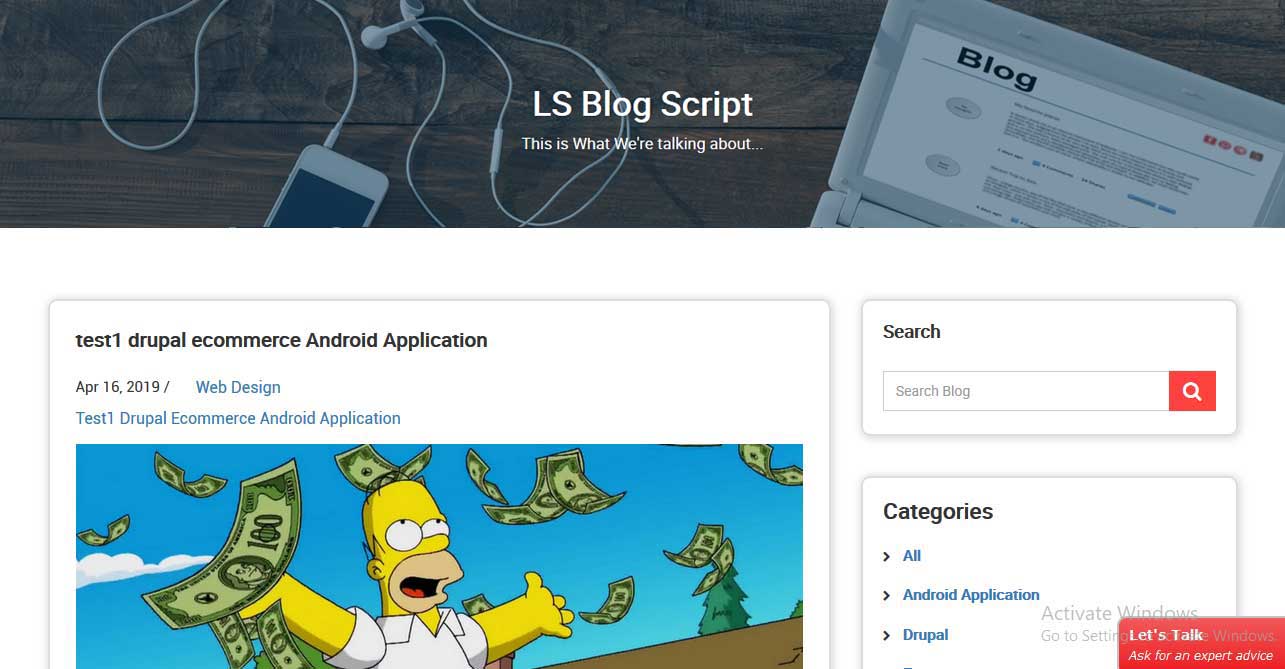 Blog
LS Blog Script
This is What We're talking about...
test1 drupal ecommerce Android Application
Apr 16, 2019 / Web Design
Test1 Drupal Ecommerce Android Application
100
Search
Search Blog
Categories
All
Android Application
Drupal
Activate Windows
Go to Setting
Windows.
Let's Talk
Ask for an expert advice